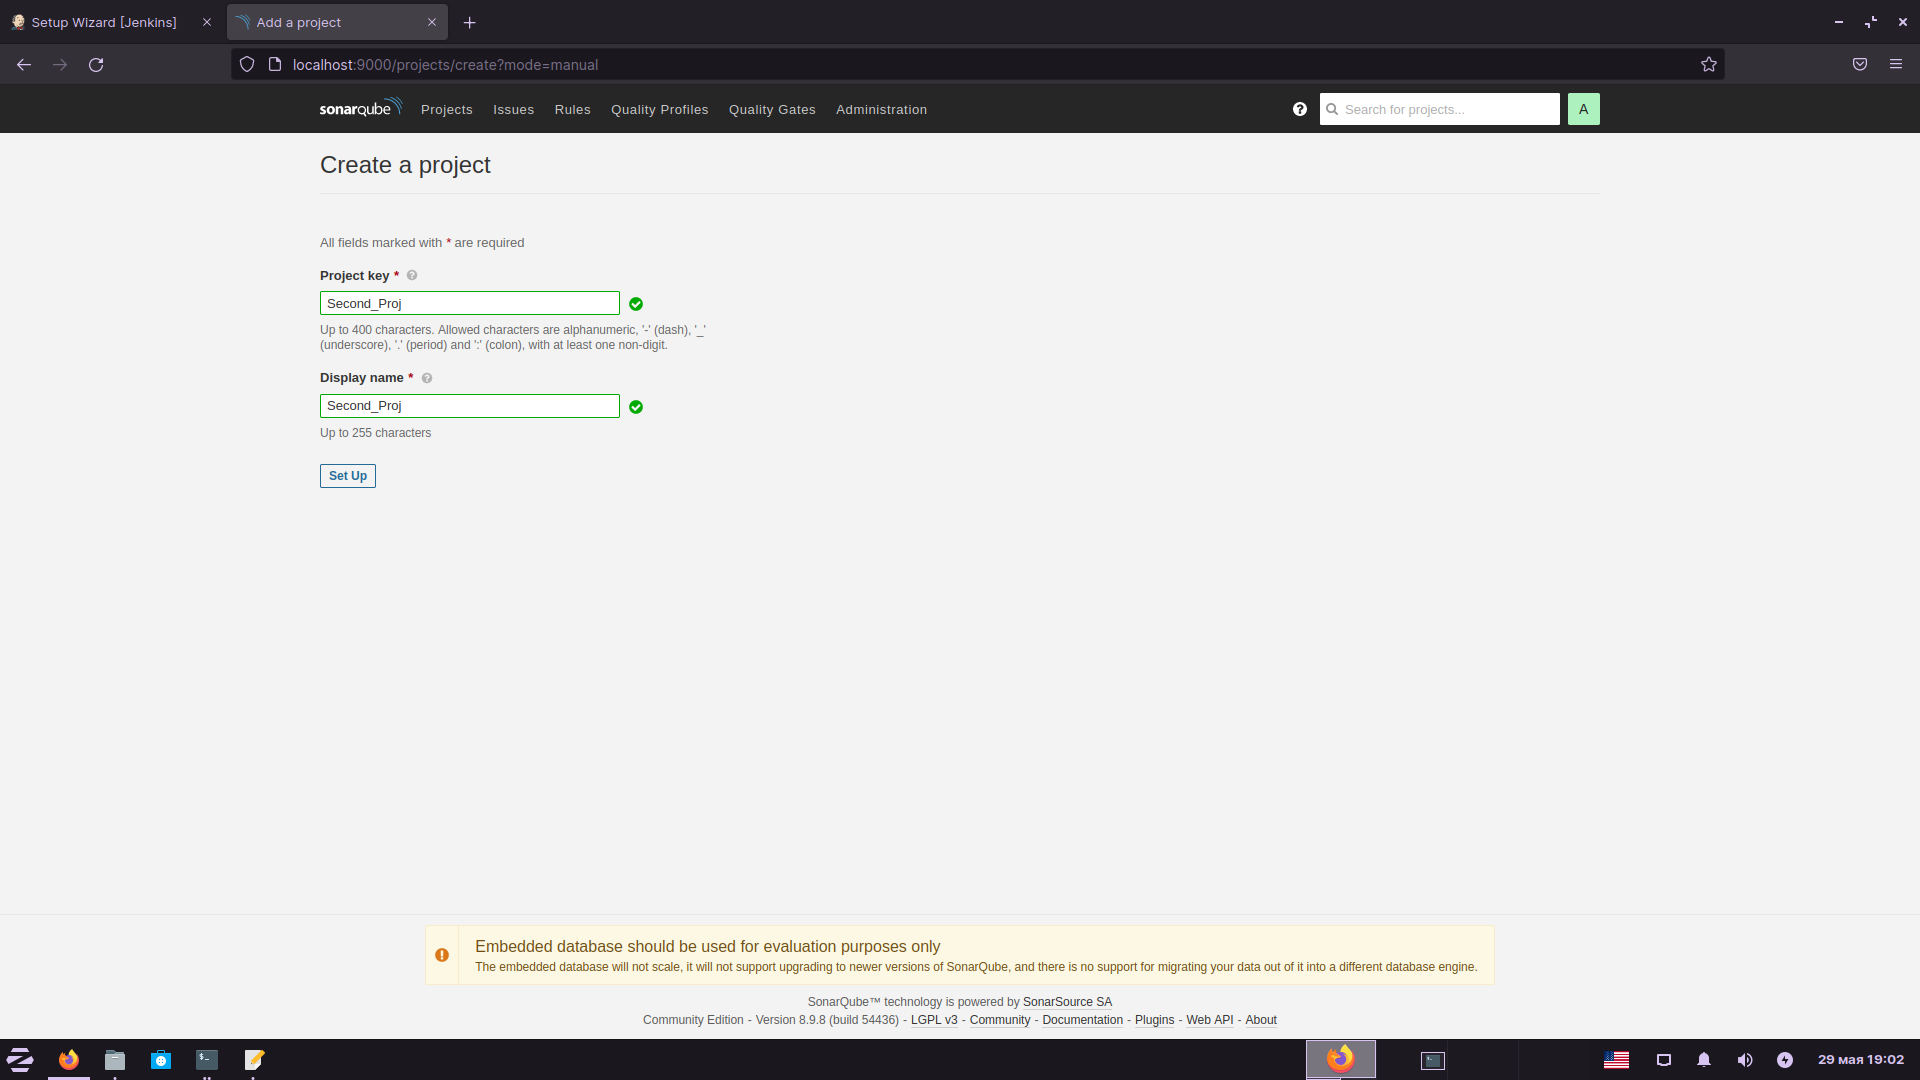 Setup Wizard [Jenkins]
Add a project
localhost:9000/projects/create?mode=manual
sonarqube
Projects
Issues
Rules
Quality Profiles
Quality Gates
Administration
Search for projects...
A
Create a project
All fields marked with * are required
Project key *
Second_Proj
Up to 400 characters. Allowed characters are alphanumeric, '-' (dash), '_'
(underscore), '.' (period) and ':' (colon), with at least one non-digit.
Display name *
Second_Proj
Up to 255 characters
Set Up
Embedded database should be used for evaluation purposes only
The embedded database will not scale, it will not support upgrading to newer versions of SonarQube, and there is no support for migrating your data out of it into a different database engine.
SonarQube™ technology is powered by SonarSource SA
Community Edition - Version 8.9.8 (build 54436) - LGPL v3 - Community - Documentation - Plugins - Web API - About
29 мая 19:02